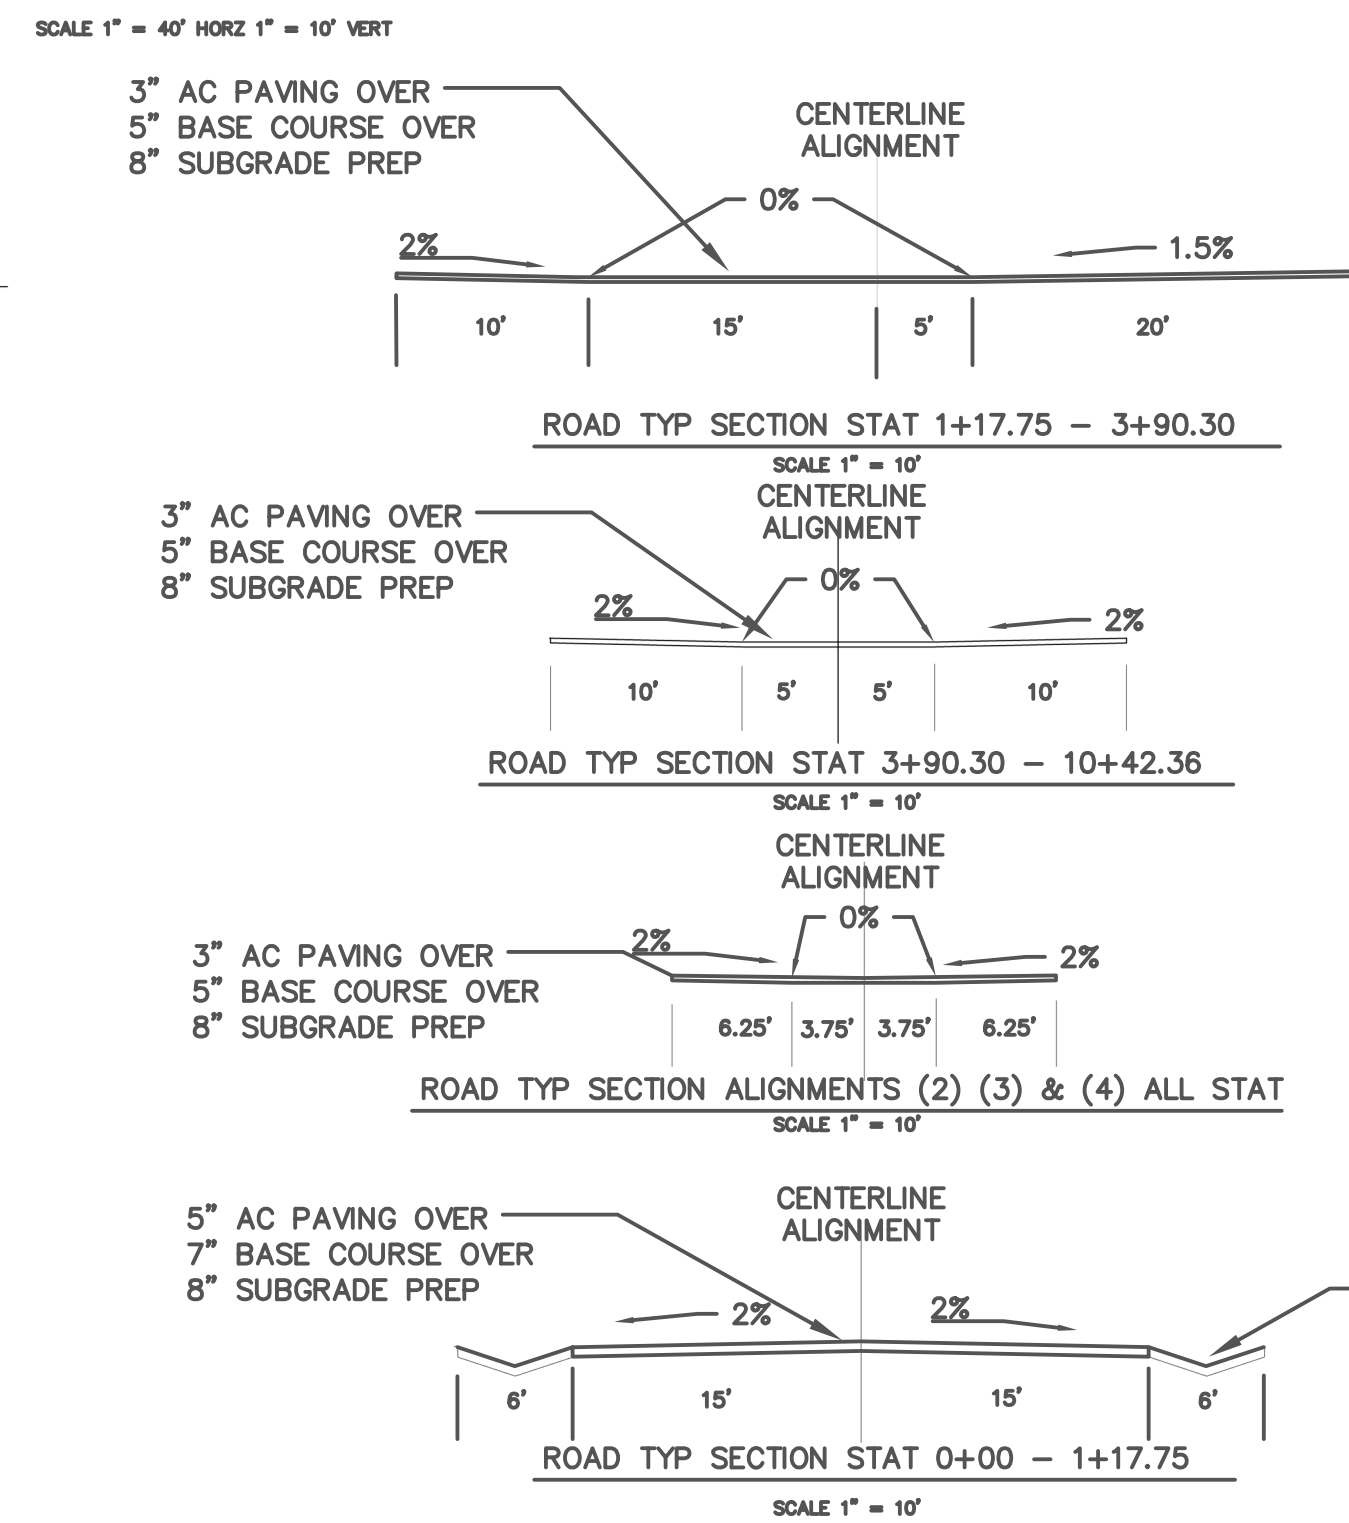 SCALE 1" = 40' HORZ 1" = 10' VERT
3" AC PAVING OVER
5" BASE COURSE OVER
8" SUBGRADE PREP
CENTERLINE
ALIGNMENT
0%
2%
1.5%
10'
15'
5'
20'
ROAD TYP SECTION STAT 1+17.75 - 3+90.30
SCALE 1" = 10'
CENTERLINE
ALIGNMENT
3" AC PAVING OVER
5" BASE COURSE OVER
8" SUBGRADE PREP
0%
2%
2%
10'
5'
5'
10'
ROAD TYP SECTION STAT 3+90.30 - 10+42.36
SCALE 1" = 10'
CENTERLINE
ALIGNMENT
0%
2%
2%
3" AC PAVING OVER
5" BASE COURSE OVER
8" SUBGRADE PREP
6.25'
3.75'
3.75'
6.25'
ROAD TYP SECTION ALIGNMENTS (2) (3) & (4) ALL STAT
SCALE 1" = 10'
CENTERLINE
ALIGNMENT
5" AC PAVING OVER
7" BASE COURSE OVER
8" SUBGRADE PREP
2%
2%
6'
15'
15'
6'
ROAD TYP SECTION STAT 0+00 - 1+17.75
SCALE 1" = 10'